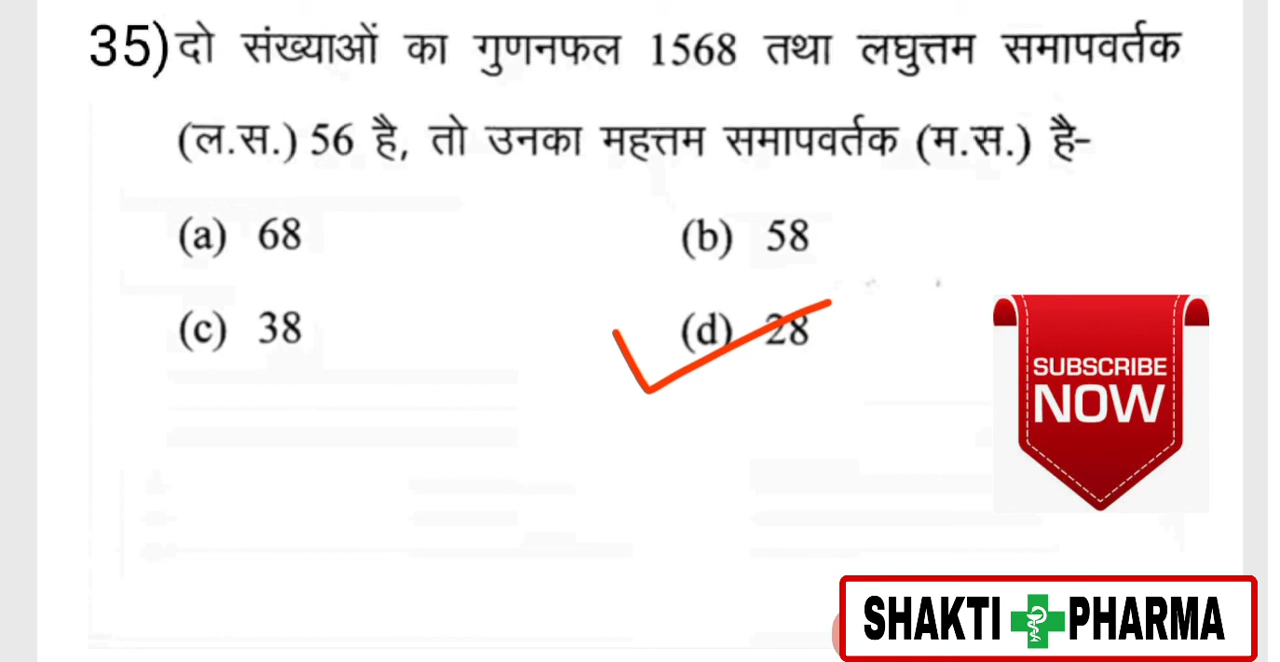 35) दो संख्याओं का गुणनफल 1568 तथा लघुत्तम समापवर्तक
(ल.स.) 56 है, तो उनका महत्तम समापवर्तक (म.स.) है-
(a) 68 (b) 58
(c) 38 (d) 28
SUBSCRIBE
NOW
SHAKTI PHARMA